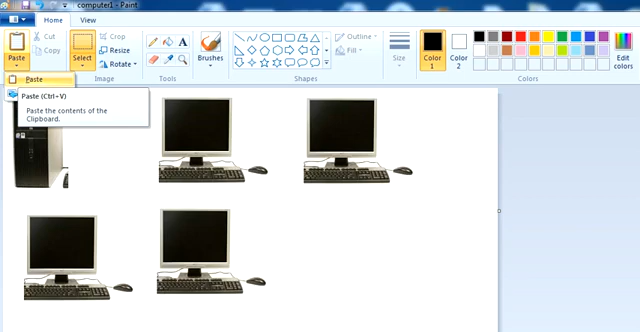 computer1 - Paint
Home View
Paste
Cut
Copy
Select
Crop
Resize
Rotate
Image
Tools
Brushes
Shapes
Outline
Fill
Size
Color
1
Color
2
Colors
Edit
colors
Paste
Paste (Ctrl+V)
Paste the contents of the
Clipboard.